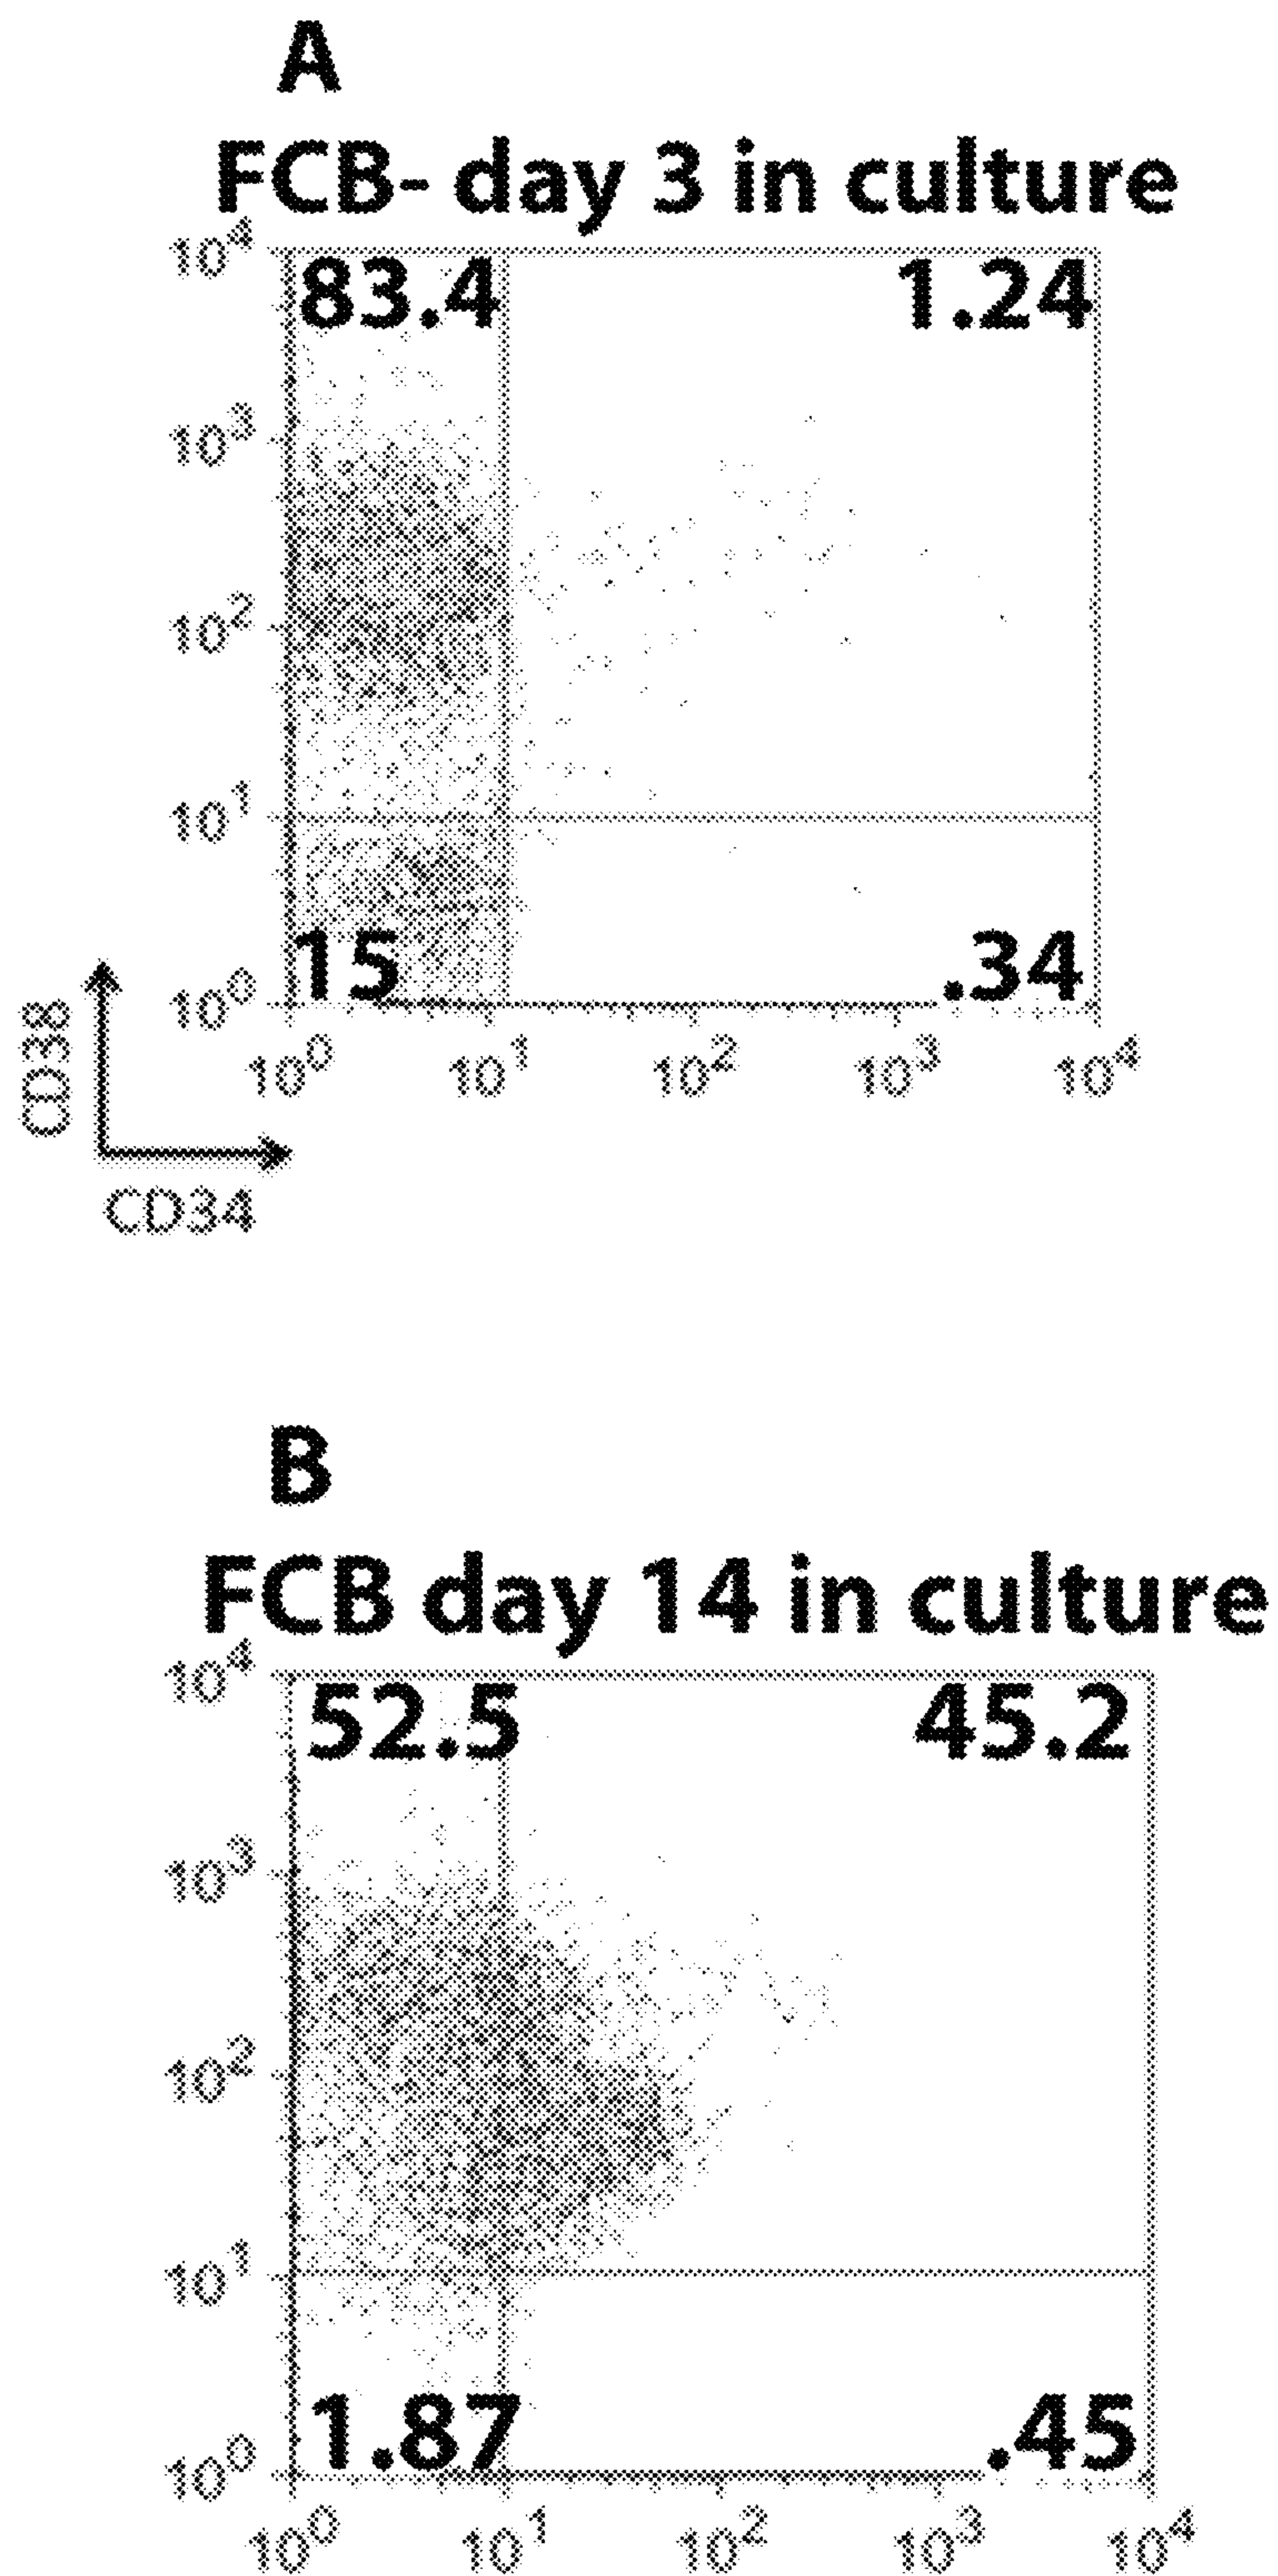 A
FCB- day 3 in culture
10^4
83.4 1.24
10^3
10^2
10^1
15 .34
10^0
10^0 10^1 10^2 10^3 10^4
CD38
CD34
B
FCB day 14 in culture
10^4
52.5 45.2
10^3
10^2
10^1
1.87 .45
10^0
10^0 10^1 10^2 10^3 10^4